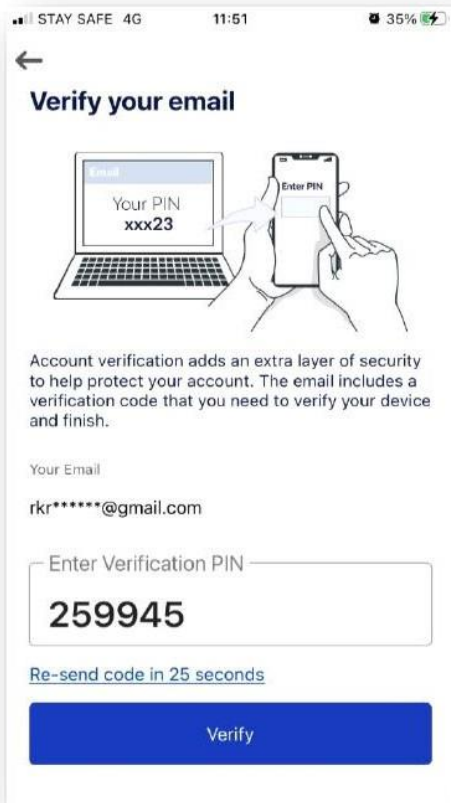 STAY SAFE 4G 11:51 35%
Verify your email
Email
Your PIN
xxx23
Enter PIN
Account verification adds an extra layer of security
to help protect your account. The email includes a
verification code that you need to verify your device
and finish.
Your Email
rkr******@gmail.com
Enter Verification PIN
259945
Re-send code in 25 seconds
Verify